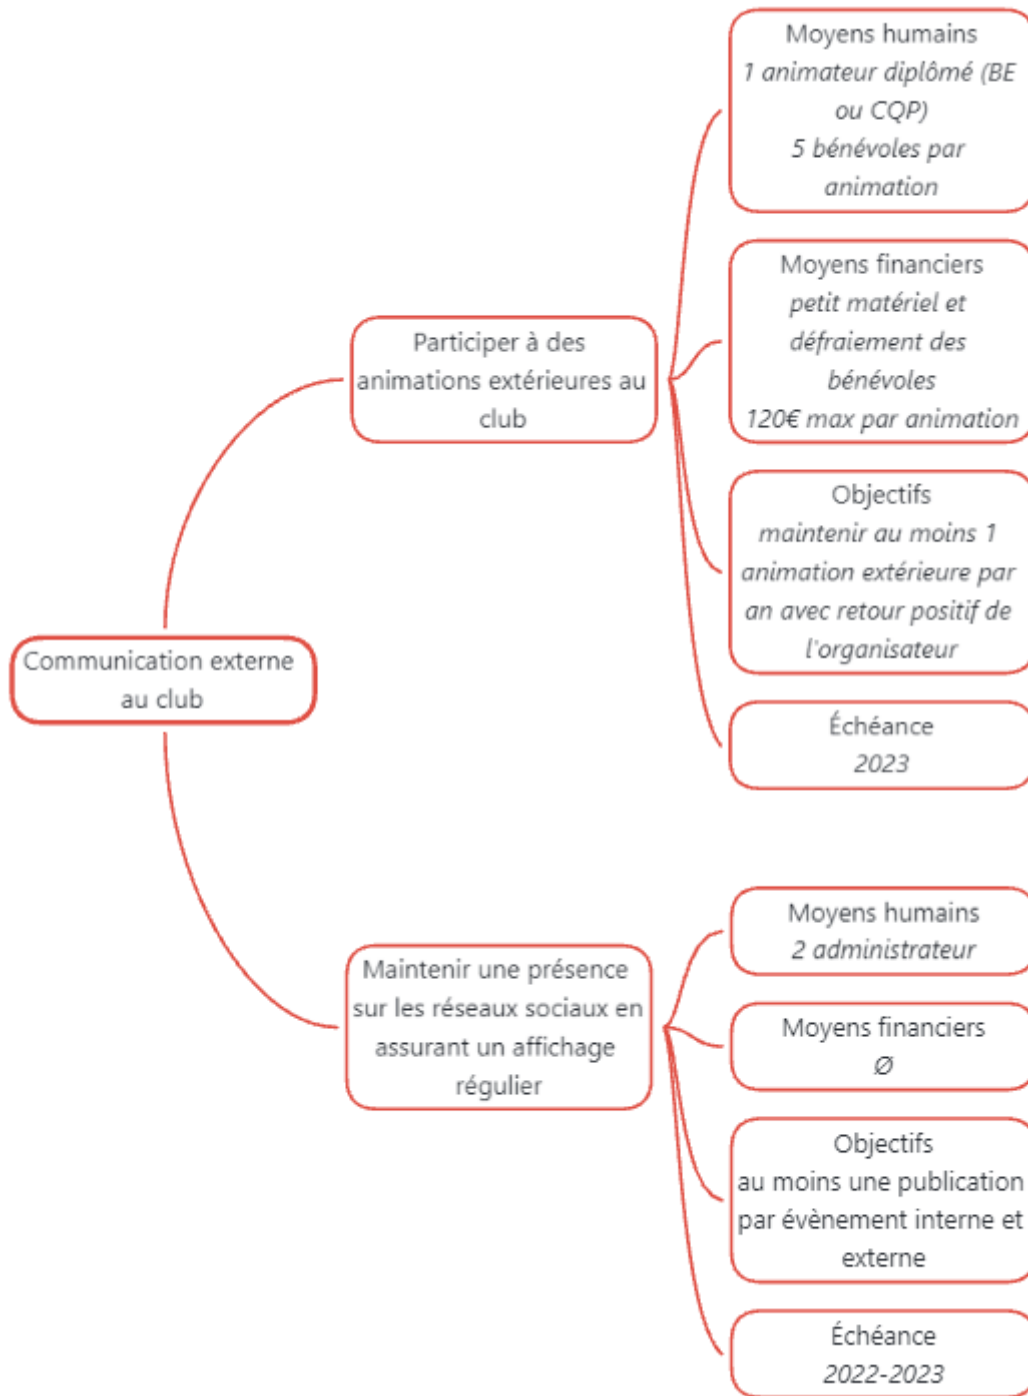 Communication externe
au club
Participer à des
animations extérieures au
club
Moyens humains
1 animateur diplômé (BE
ou CQP)
5 bénévoles par
animation
Moyens financiers
petit matériel et
défraiement des
bénévoles
120€ max par animation
Objectifs
maintenir au moins 1
animation extérieure par
an avec retour positif de
l'organisateur
Échéance
2023
Maintenir une présence
sur les réseaux sociaux en
assurant un affichage
régulier
Moyens humains
2 administrateur
Moyens financiers
Ø
Objectifs
au moins une publication
par évènement interne et
externe
Échéance
2022-2023